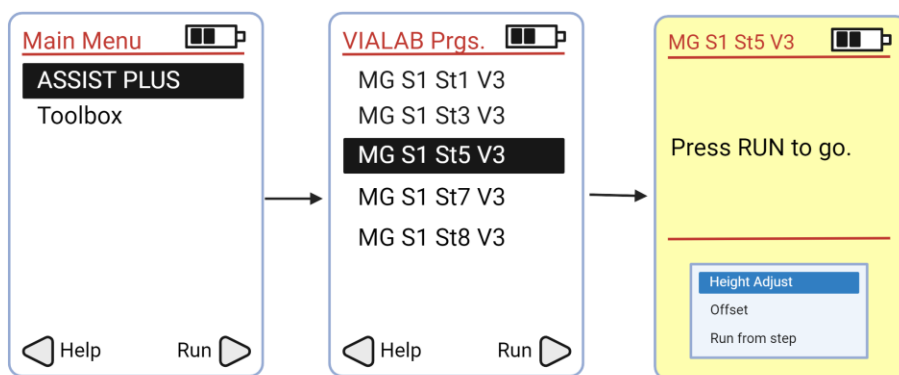 Main Menu
ASSIST PLUS
Toolbox
Help Run
VIALAB Prgs.
MG S1 St1 V3
MG S1 St3 V3
MG S1 St5 V3
MG S1 St7 V3
MG S1 St8 V3
Help Run
MG S1 St5 V3
Press RUN to go.
Height Adjust
Offset
Run from step